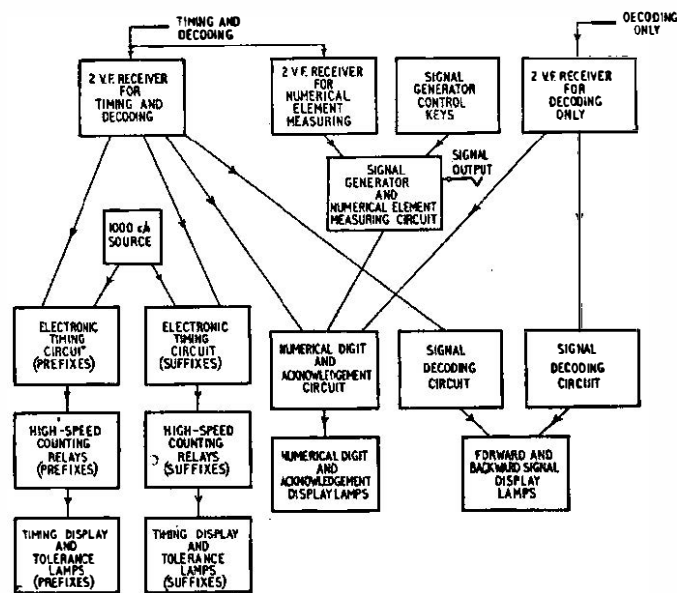 TIMING AND
DECODING
DECODING
ONLY
2 V.F. RECEIVER
FOR
TIMING AND
DECODING
2 V.F. RECEIVER
FOR
NUMERICAL
ELEMENT
MEASURING
SIGNAL
GENERATOR
CONTROL
KEYS
2 V.F. RECEIVER
FOR
DECODING
ONLY
SIGNAL
OUTPUT
SIGNAL
GENERATOR
AND
NUMERICAL ELEMENT
MEASURING CIRCUIT
1000 c/s
SOURCE
ELECTRONIC
TIMING
CIRCUIT
(PREFIXES)
ELECTRONIC
TIMING
CIRCUIT
(SUFFIXES)
NUMERICAL DIGIT
AND
ACKNOWLEDGEMENT
CIRCUIT
SIGNAL
DECODING
CIRCUIT
SIGNAL
DECODING
CIRCUIT
HIGH-SPEED
COUNTING
RELAYS
(PREFIXES)
HIGH-SPEED
COUNTING
RELAYS
(SUFFIXES)
NUMERICAL DIGIT
AND
ACKNOWLEDGEMENT
DISPLAY LAMPS
FORWARD AND
BACKWARD SIGNAL
DISPLAY
LAMPS
TIMING DISPLAY
AND
TOLERANCE
LAMPS
(PREFIXES)
TIMING DISPLAY
AND
TOLERANCE
LAMPS
(SUFFIXES)